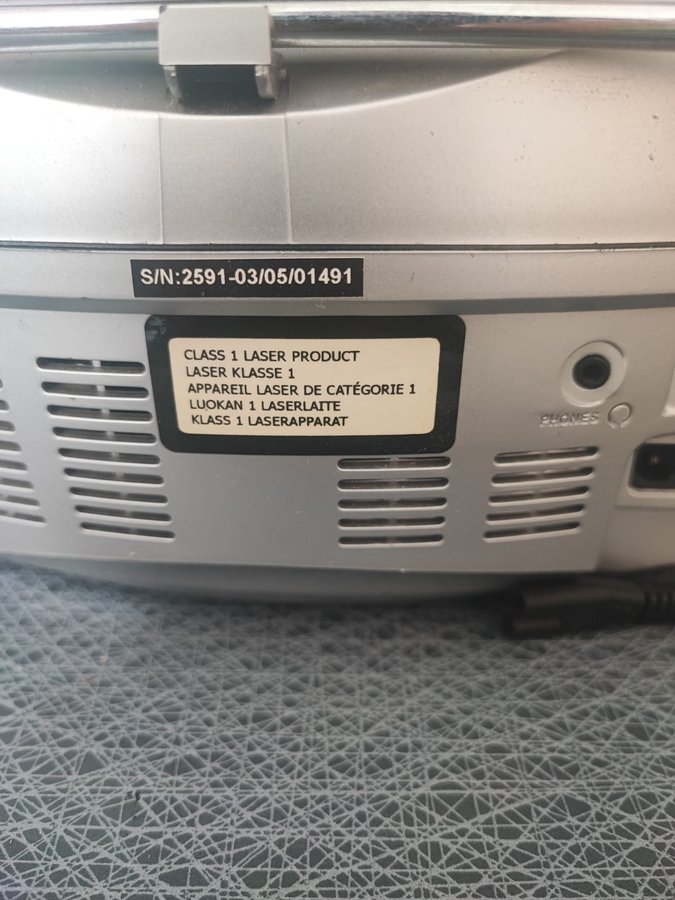 S/N:2591-03/05/01491
CLASS 1 LASER PRODUCT
LASER KLASSE 1
APPAREIL LASER DE CATÉGORIE 1
LUOKAN 1 LASERLAITE
KLASS 1 LASERAPPARAT
PHONES